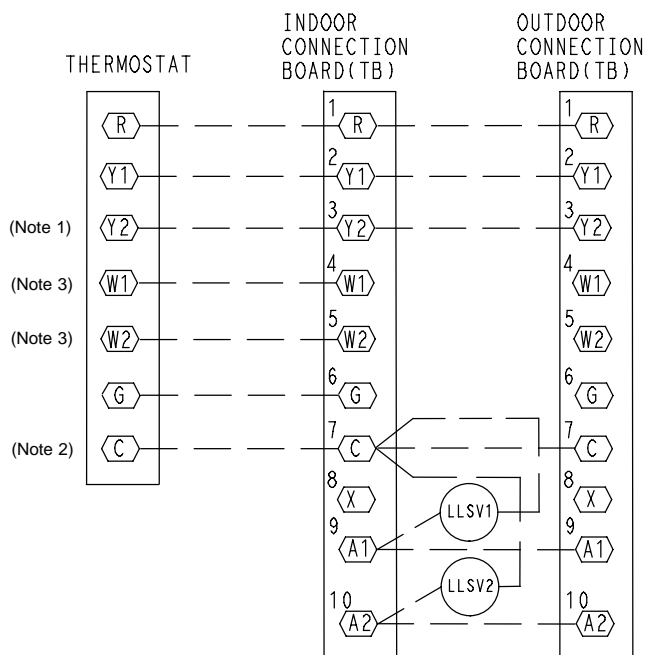 INDOOR
CONNECTION
BOARD(TB)
OUTDOOR
CONNECTION
BOARD(TB)
THERMOSTAT
R 1 R 1 R
Y1 2 Y1 2 Y1
(Note 1) Y2 3 Y2 3 Y2
(Note 3) W1 4 W1 4 W1
(Note 3) W2 5 W2 5 W2
G 6 G 6 G
(Note 2) C 7 C 7 C
8 X 8 X
LLSV1
9 A1 9 A1
LLSV2
10 A2 10 A2